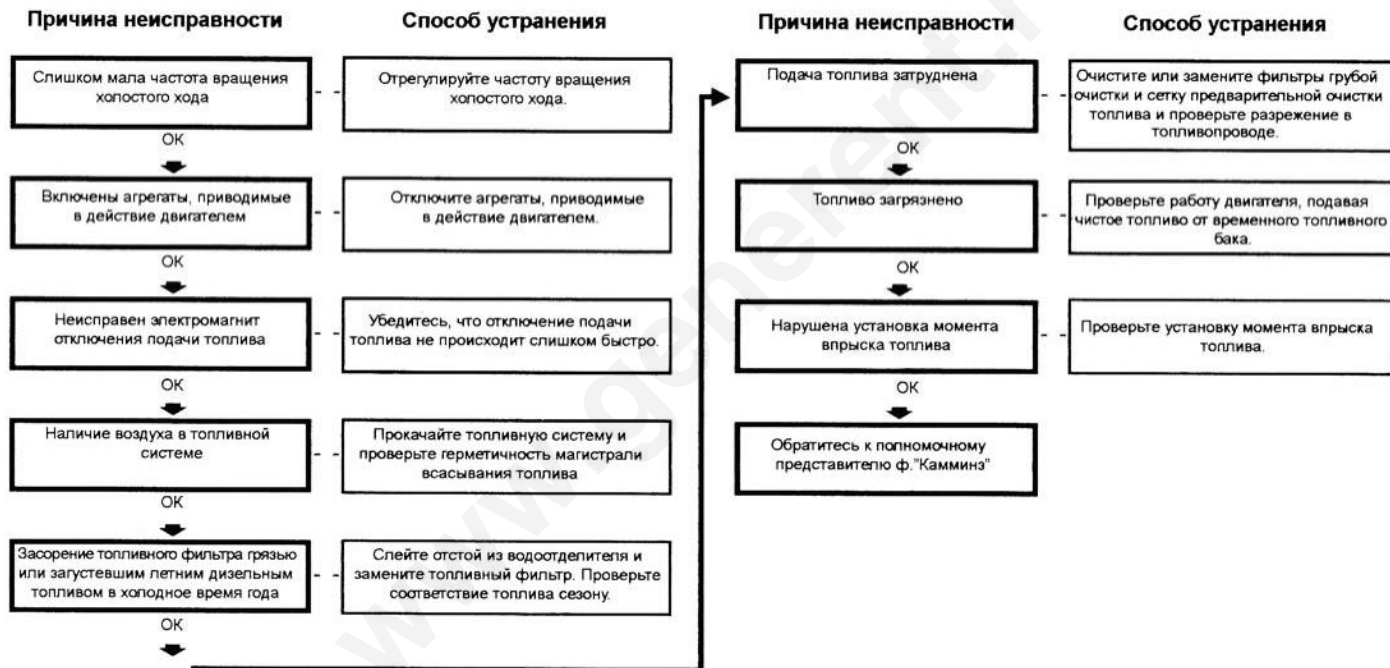 Причина неисправности
Способ устранения
Слишком мала частота вращения
холостого хода
Отрегулируйте частоту вращения
холостого хода.
OK
Включены агрегаты, приводимые
в действие двигателем
Отключите агрегаты, приводимые
в действие двигателем.
OK
Неисправен электромагнит
отключения подачи топлива
Убедитесь, что отключение подачи
топлива не происходит слишком быстро.
OK
Наличие воздуха в топливной
системе
Прокачайте топливную систему и
проверьте герметичность магистрали
всасывания топлива
OK
Засорение топливного фильтра грязью
или загустевшим летним дизельным
топливом в холодное время года
Слейте отстой из водоотделителя и
замените топливный фильтр. Проверьте
соответствие топлива сезону.
OK
Причина неисправности
Способ устранения
Подача топлива затруднена
Очистите или замените фильтры грубой
очистки и сетку предварительной очистки
топлива и проверьте разрежение в
топливопроводе.
OK
Топливо загрязнено
Проверьте работу двигателя, подавая
чистое топливо от временного топливного
бака.
OK
Нарушена установка момента
впрыска топлива
Проверьте установку момента впрыска
топлива.
OK
Обратитесь к полномочному
представителю ф."Камминз"